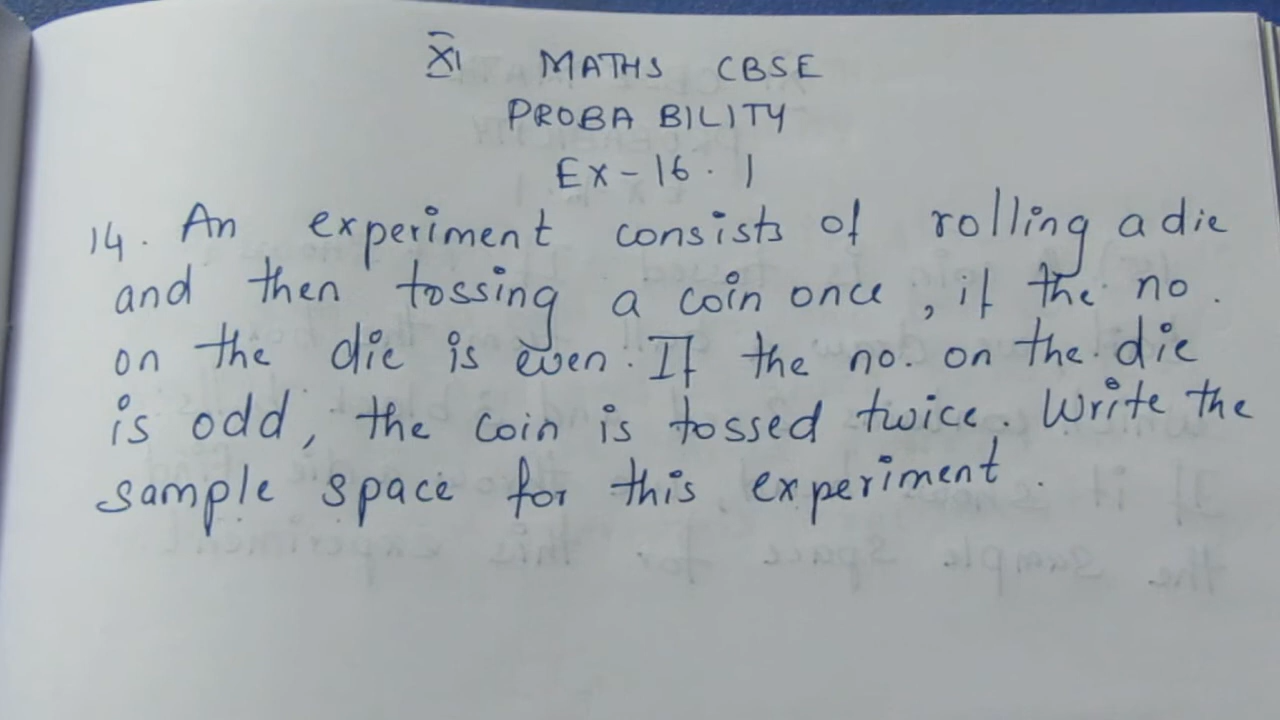 XI MATHS CBSE
PROBABILITY
Ex-16.1
14. An experiment consists of rolling a die
and then tossing a coin once, if the no.
on the die is even. If the no. on the die
is odd, the coin is tossed twice. Write the
sample space for this experiment.